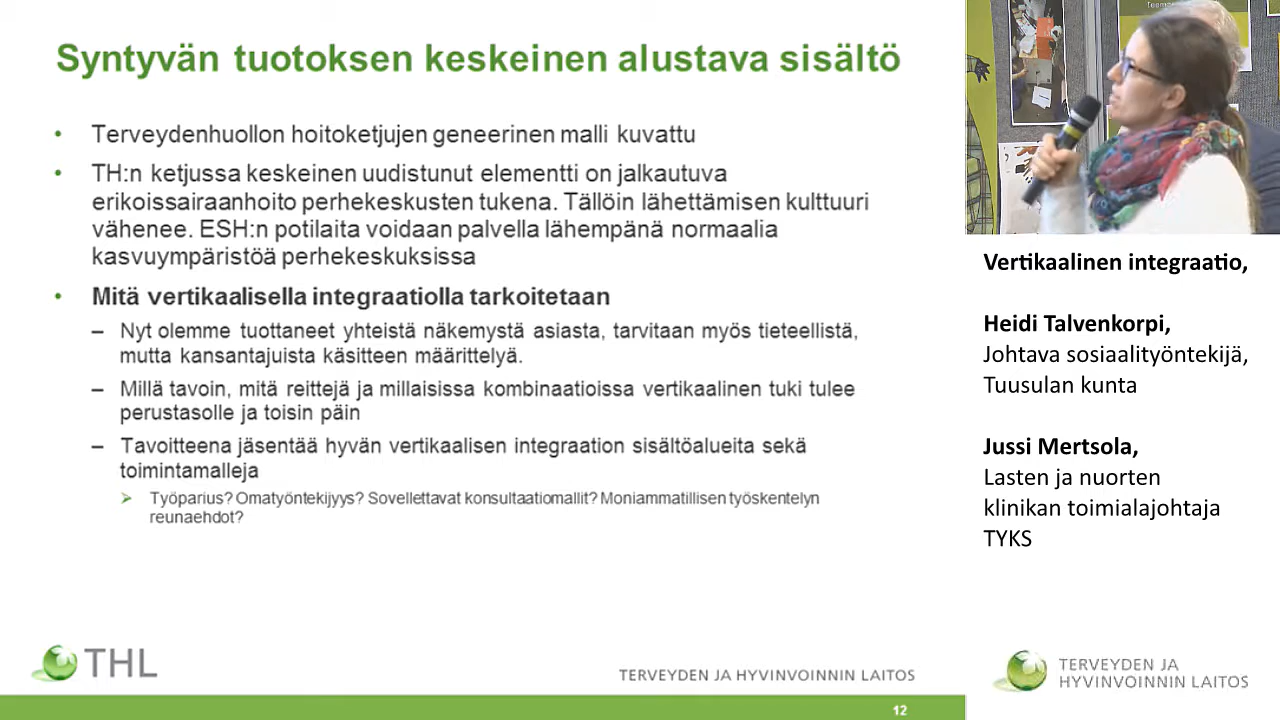 Syntyvän tuotoksen keskeinen alustava sisältö
• Terveydenhuollon hoitoketjujen geneerinen malli kuvattu
• TH:n ketjussa keskeinen uudistunut elementti on jalkautuva
erikoissairaanhoito perhekeskusten tukena. Tällöin lähettämisen kulttuuri
vähenee. ESH:n potilaita voidaan palvella lähempänä normaalia
kasvuympäristöä perhekeskuksissa
• Mitä vertikaalisella integraatiolla tarkoitetaan
– Nyt olemme tuottaneet yhteistä näkemystä asiasta, tarvitaan myös tieteellistä,
mutta kansantajuista käsitteen määrittelyä.
– Millä tavoin, mitä reittejä ja millaisissa kombinaatioissa vertikaalinen tuki tulee
perustasolle ja toisin päin
– Tavoitteena jäsentää hyvän vertikaalisen integraation sisältöalueita sekä
toimintamalleja
➢ Työparius? Omatyöntekijyys? Sovellettavat konsultaatiomallit? Moniammatillisen työskentelyn
reunaehdot?
THL
TERVEYDEN JA HYVINVOINNIN LAITOS
12
Vertikaalinen integraatio,
Heidi Talvenkorpi,
Johtava sosiaalityöntekijä,
Tuusulan kunta
Jussi Mertsola,
Lasten ja nuorten
klinikan toimialajohtaja
TYKS
TERVEYDEN JA
HYVINVOINNIN LAITOS